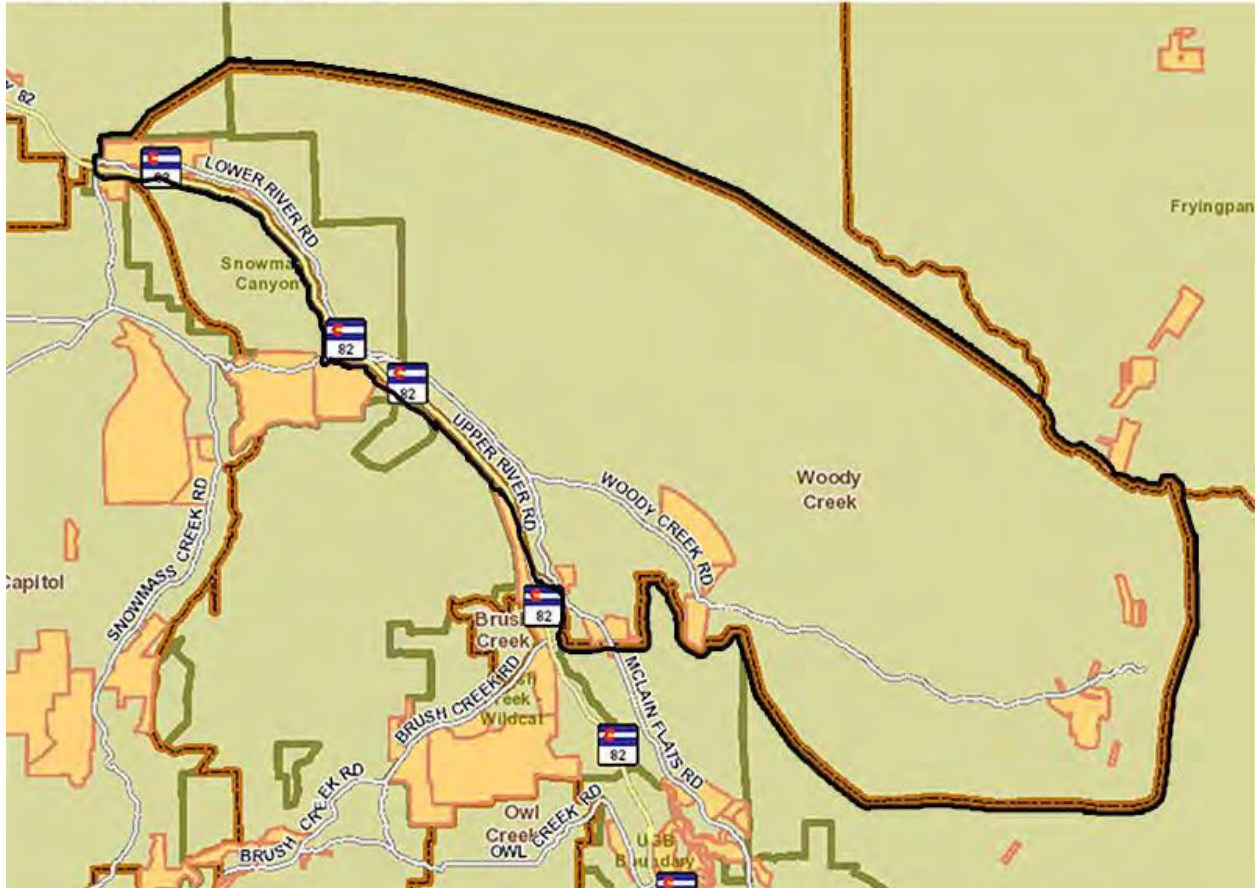 Y 82
82
LOWER RIVER RD
Fryingpan
Canyon
82
82
UPPER RIVER RD
Woody
Creek
WOODY CREEK RD
SNOWMASS CREEK RD
Capitol
82
Brush
Creek
Wildcat
BRUSH CREEK RD
MCLAIN FLATS RD
82
BRUSH CREEK RD
Owl
Creek
OWL CREEK RD
UGB
Boundary